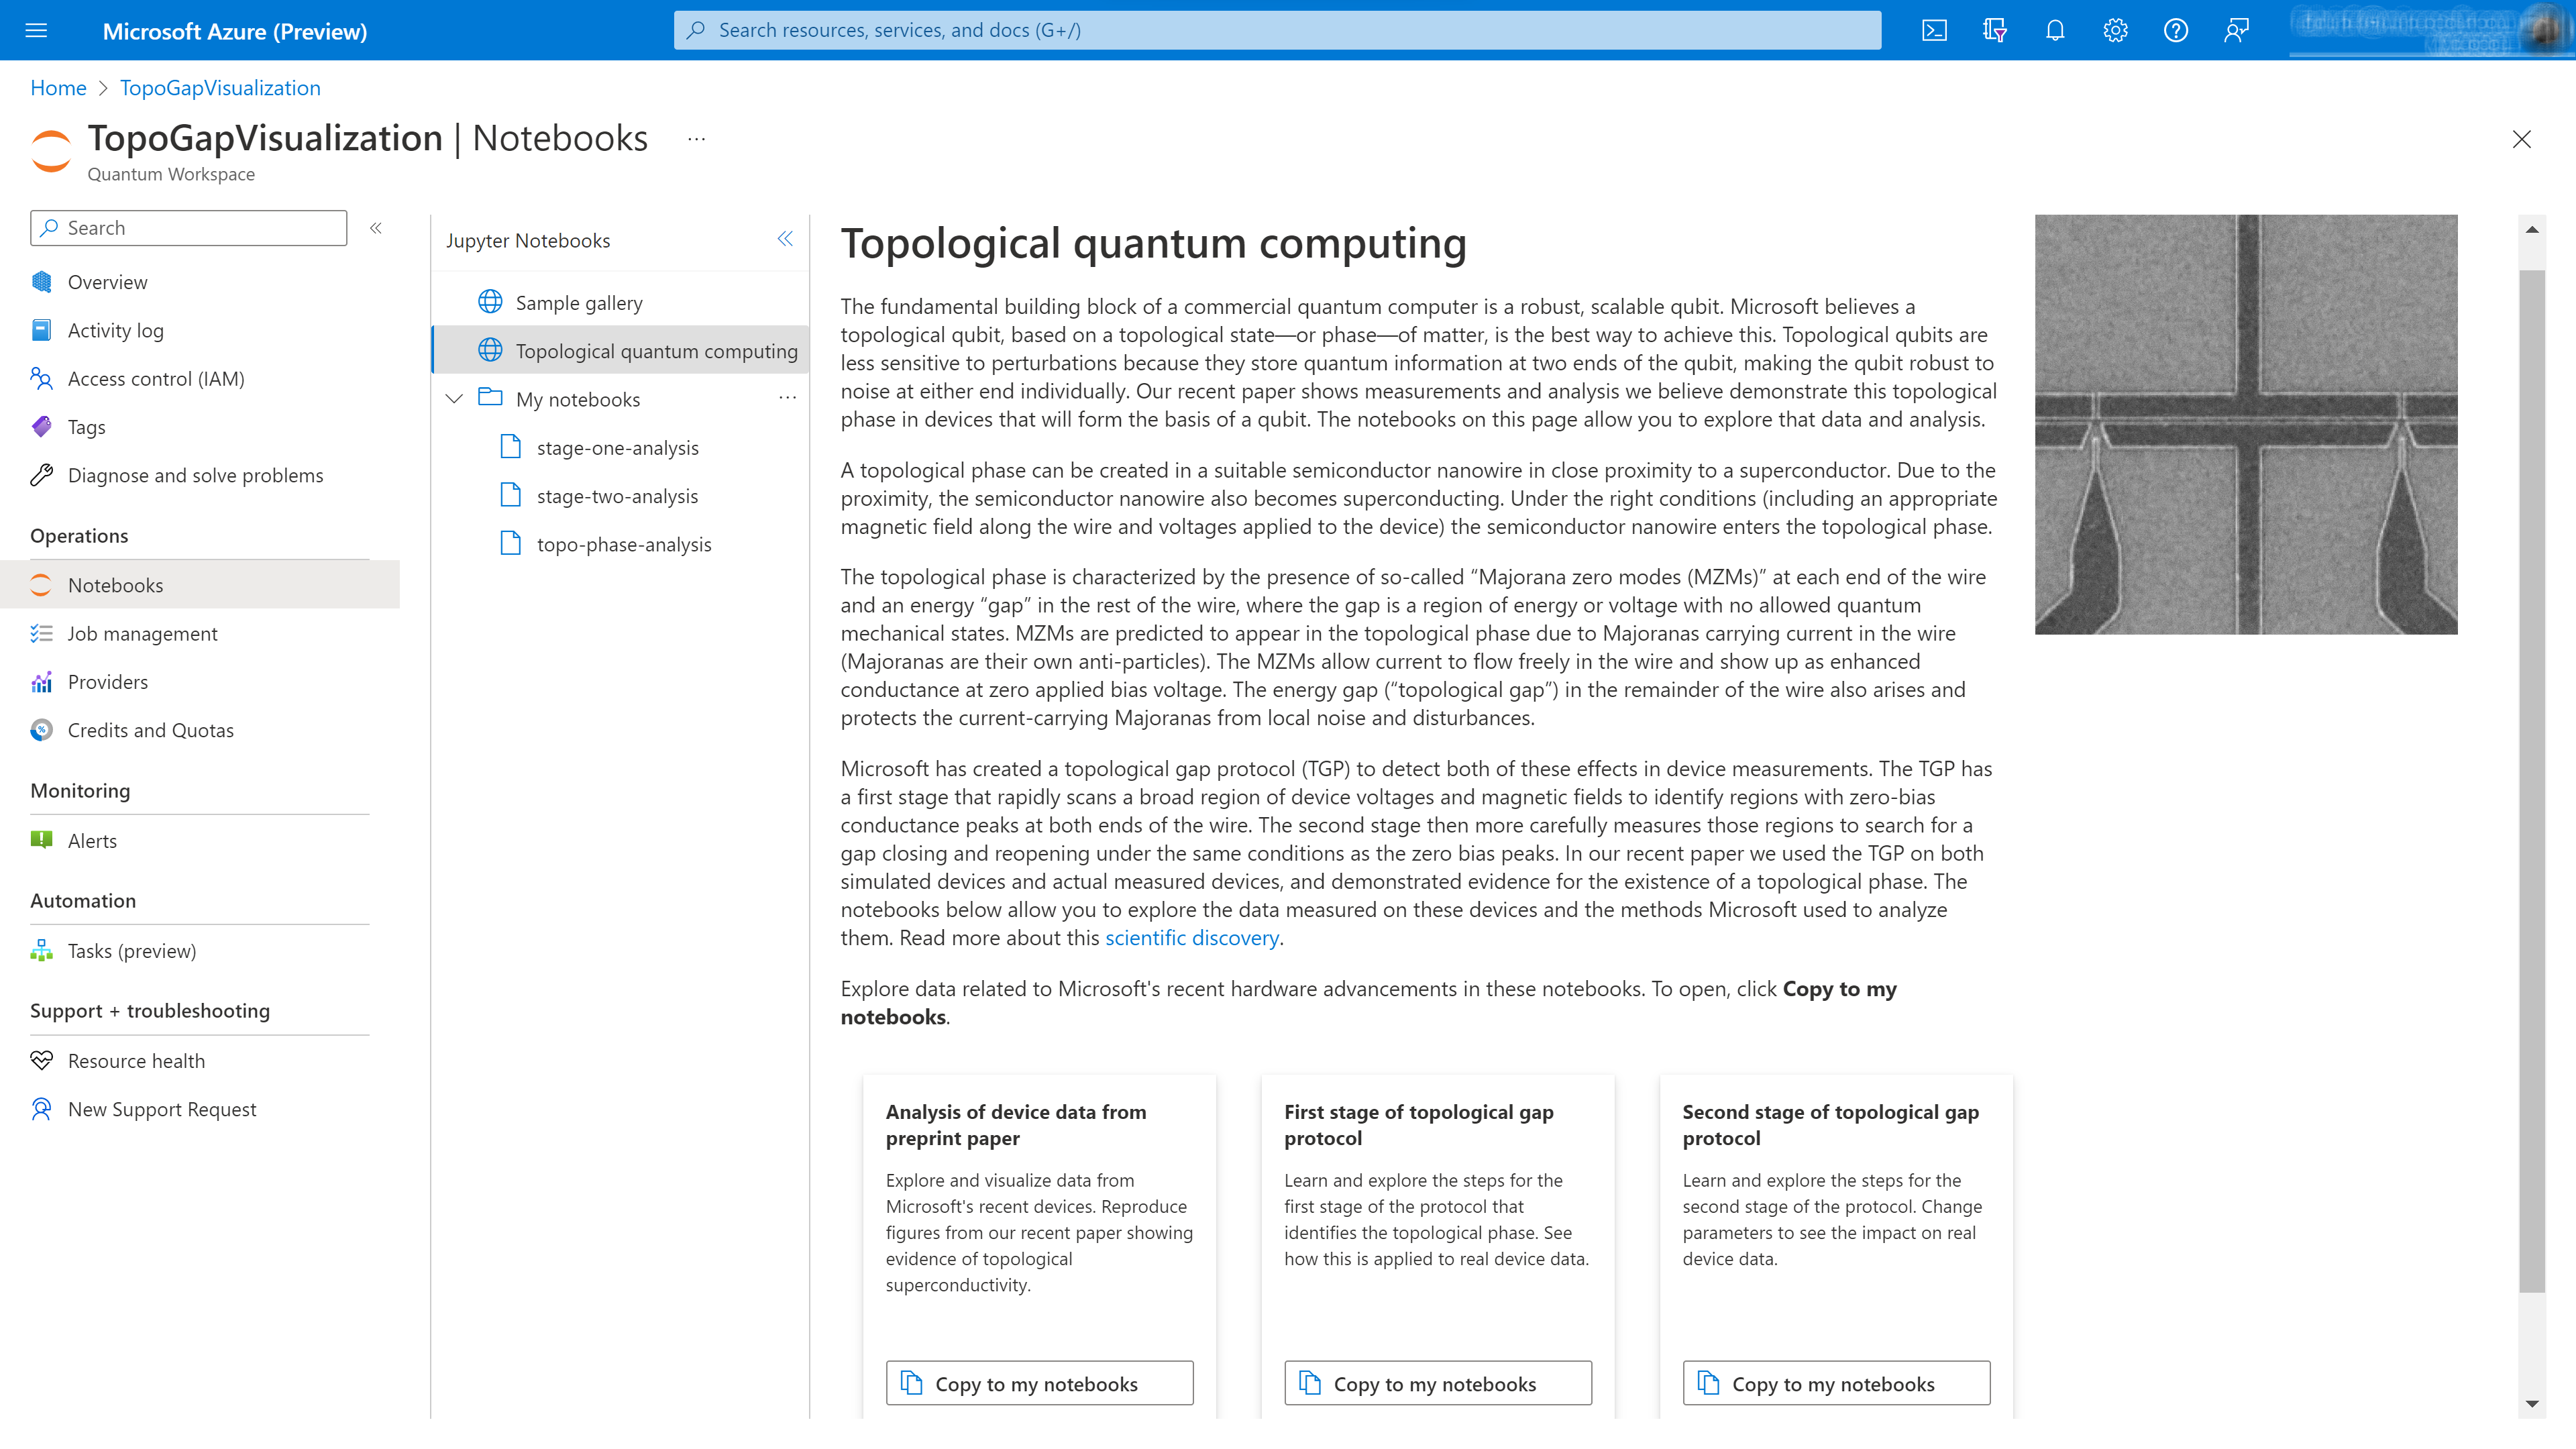 Microsoft Azure (Preview)
Search resources, services, and docs (G+/)
Home > TopoGapVisualization
TopoGapVisualization | Notebooks ...
Quantum Workspace
Search
Overview
Activity log
Access control (IAM)
Tags
Diagnose and solve problems
Operations
Notebooks
Job management
Providers
Credits and Quotas
Monitoring
Alerts
Automation
Tasks (preview)
Support + troubleshooting
Resource health
New Support Request
Jupyter Notebooks
Sample gallery
Topological quantum computing
My notebooks ...
stage-one-analysis
stage-two-analysis
topo-phase-analysis
Topological quantum computing
The fundamental building block of a commercial quantum computer is a robust, scalable qubit. Microsoft believes a
topological qubit, based on a topological state—or phase—of matter, is the best way to achieve this. Topological qubits are
less sensitive to perturbations because they store quantum information at two ends of the qubit, making the qubit robust to
noise at either end individually. Our recent paper shows measurements and analysis we believe demonstrate this topological
phase in devices that will form the basis of a qubit. The notebooks on this page allow you to explore that data and analysis.
A topological phase can be created in a suitable semiconductor nanowire in close proximity to a superconductor. Due to the
proximity, the semiconductor nanowire also becomes superconducting. Under the right conditions (including an appropriate
magnetic field along the wire and voltages applied to the device) the semiconductor nanowire enters the topological phase.
The topological phase is characterized by the presence of so-called “Majorana zero modes (MZMs)” at each end of the wire
and an energy “gap” in the rest of the wire, where the gap is a region of energy or voltage with no allowed quantum
mechanical states. MZMs are predicted to appear in the topological phase due to Majoranas carrying current in the wire
(Majoranas are their own anti-particles). The MZMs allow current to flow freely in the wire and show up as enhanced
conductance at zero applied bias voltage. The energy gap (“topological gap”) in the remainder of the wire also arises and
protects the current-carrying Majoranas from local noise and disturbances.
Microsoft has created a topological gap protocol (TGP) to detect both of these effects in device measurements. The TGP has
a first stage that rapidly scans a broad region of device voltages and magnetic fields to identify regions with zero-bias
conductance peaks at both ends of the wire. The second stage then more carefully measures those regions to search for a
gap closing and reopening under the same conditions as the zero bias peaks. In our recent paper we used the TGP on both
simulated devices and actual measured devices, and demonstrated evidence for the existence of a topological phase. The
notebooks below allow you to explore the data measured on these devices and the methods Microsoft used to analyze
them. Read more about this scientific discovery.
Explore data related to Microsoft's recent hardware advancements in these notebooks. To open, click Copy to my
notebooks.
Analysis of device data from
preprint paper
Explore and visualize data from
Microsoft's recent devices. Reproduce
figures from our recent paper showing
evidence of topological
superconductivity.
Copy to my notebooks
First stage of topological gap
protocol
Learn and explore the steps for the
first stage of the protocol that
identifies the topological phase. See
how this is applied to real device data.
Copy to my notebooks
Second stage of topological gap
protocol
Learn and explore the steps for the
second stage of the protocol. Change
parameters to see the impact on real
device data.
Copy to my notebooks